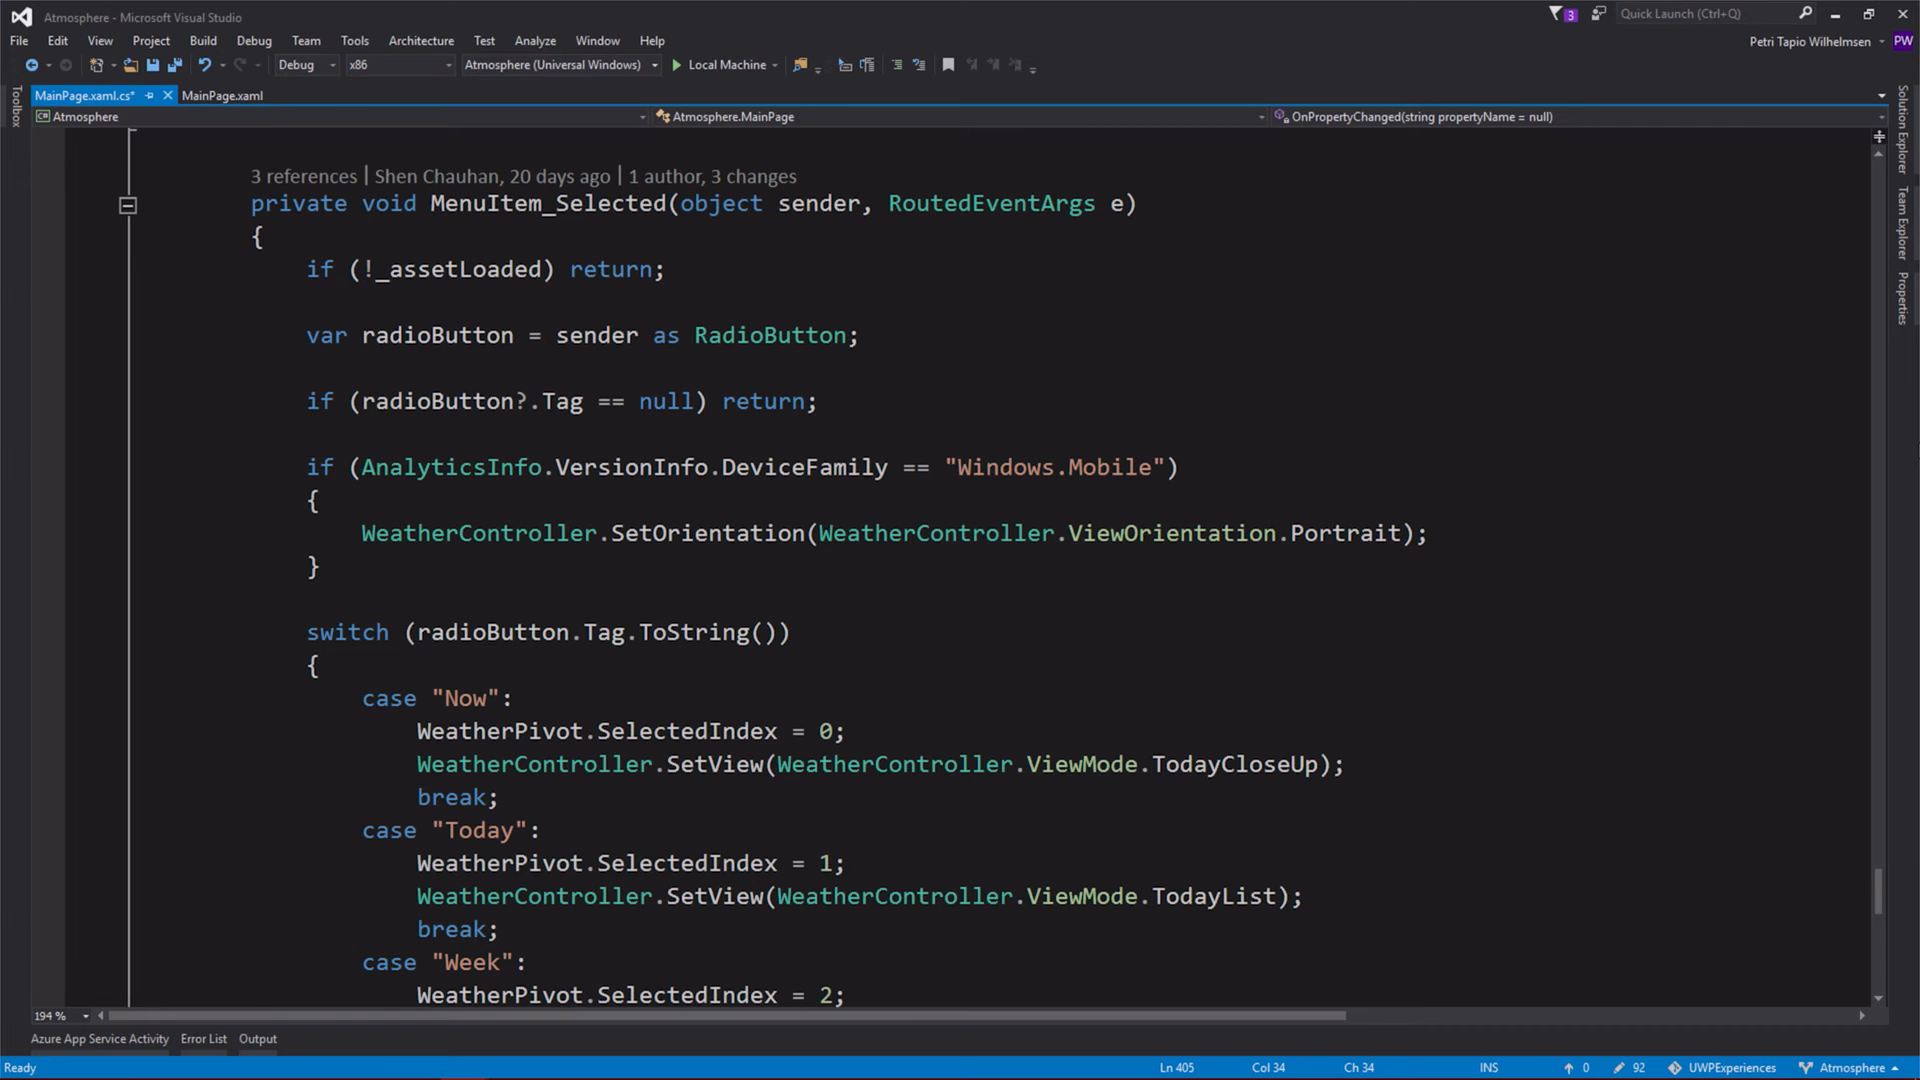 Atmosphere - Microsoft Visual Studio
3
Quick Launch (Ctrl+Q)
File Edit View Project Build Debug Team Tools Architecture Test Analyze Window Help
Petri Tapio Wilhelmsen PW
Debug x86 Atmosphere (Universal Windows) Local Machine
Toolbox
MainPage.xaml.cs* MainPage.xaml
Atmosphere Atmosphere.MainPage OnPropertyChanged(string propertyName = null)
Solution Explorer
Team Explorer
Properties
3 references | Shen Chauhan, 20 days ago | 1 author, 3 changes
private void MenuItem_Selected(object sender, RoutedEventArgs e)
{
if (!_assetLoaded) return;
var radioButton = sender as RadioButton;
if (radioButton?.Tag == null) return;
if (AnalyticsInfo.VersionInfo.DeviceFamily == "Windows.Mobile")
{
WeatherController.SetOrientation(WeatherController.ViewOrientation.Portrait);
}
switch (radioButton.Tag.ToString())
{
case "Now":
WeatherPivot.SelectedIndex = 0;
WeatherController.SetView(WeatherController.ViewMode.TodayCloseUp);
break;
case "Today":
WeatherPivot.SelectedIndex = 1;
WeatherController.SetView(WeatherController.ViewMode.TodayList);
break;
case "Week":
WeatherPivot.SelectedIndex = 2;
194 %
Azure App Service Activity Error List Output
Ready Ln 405 Col 34 Ch 34 INS 0 92 UWPExperiences Atmosphere